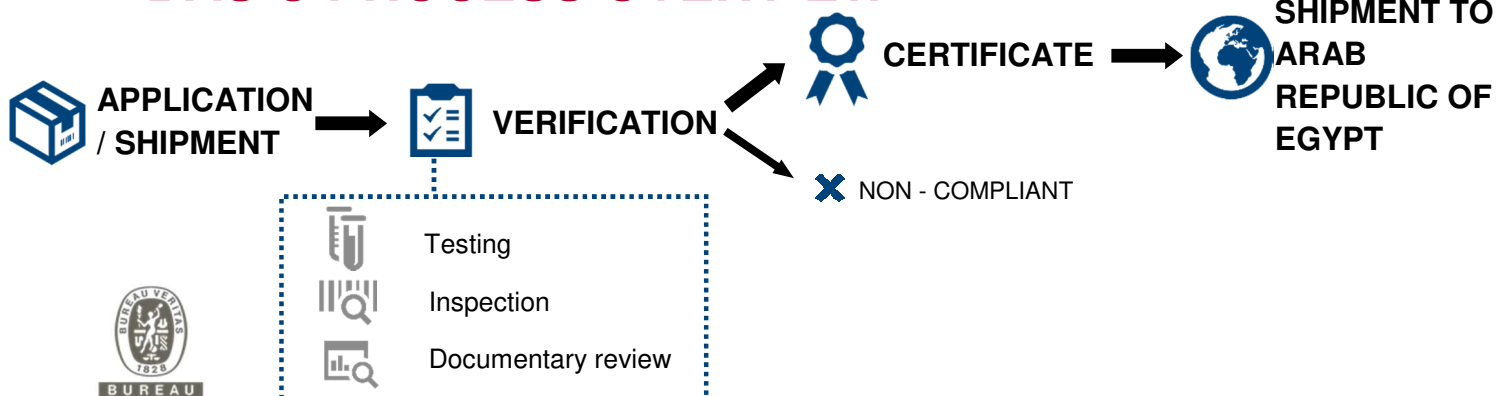 SHIPMENT TO
ARAB
REPUBLIC OF
EGYPT
CERTIFICATE
APPLICATION
/ SHIPMENT
VERIFICATION
NON - COMPLIANT
Testing
Inspection
Documentary review
BUREAU VERITAS
1828
BUREAU